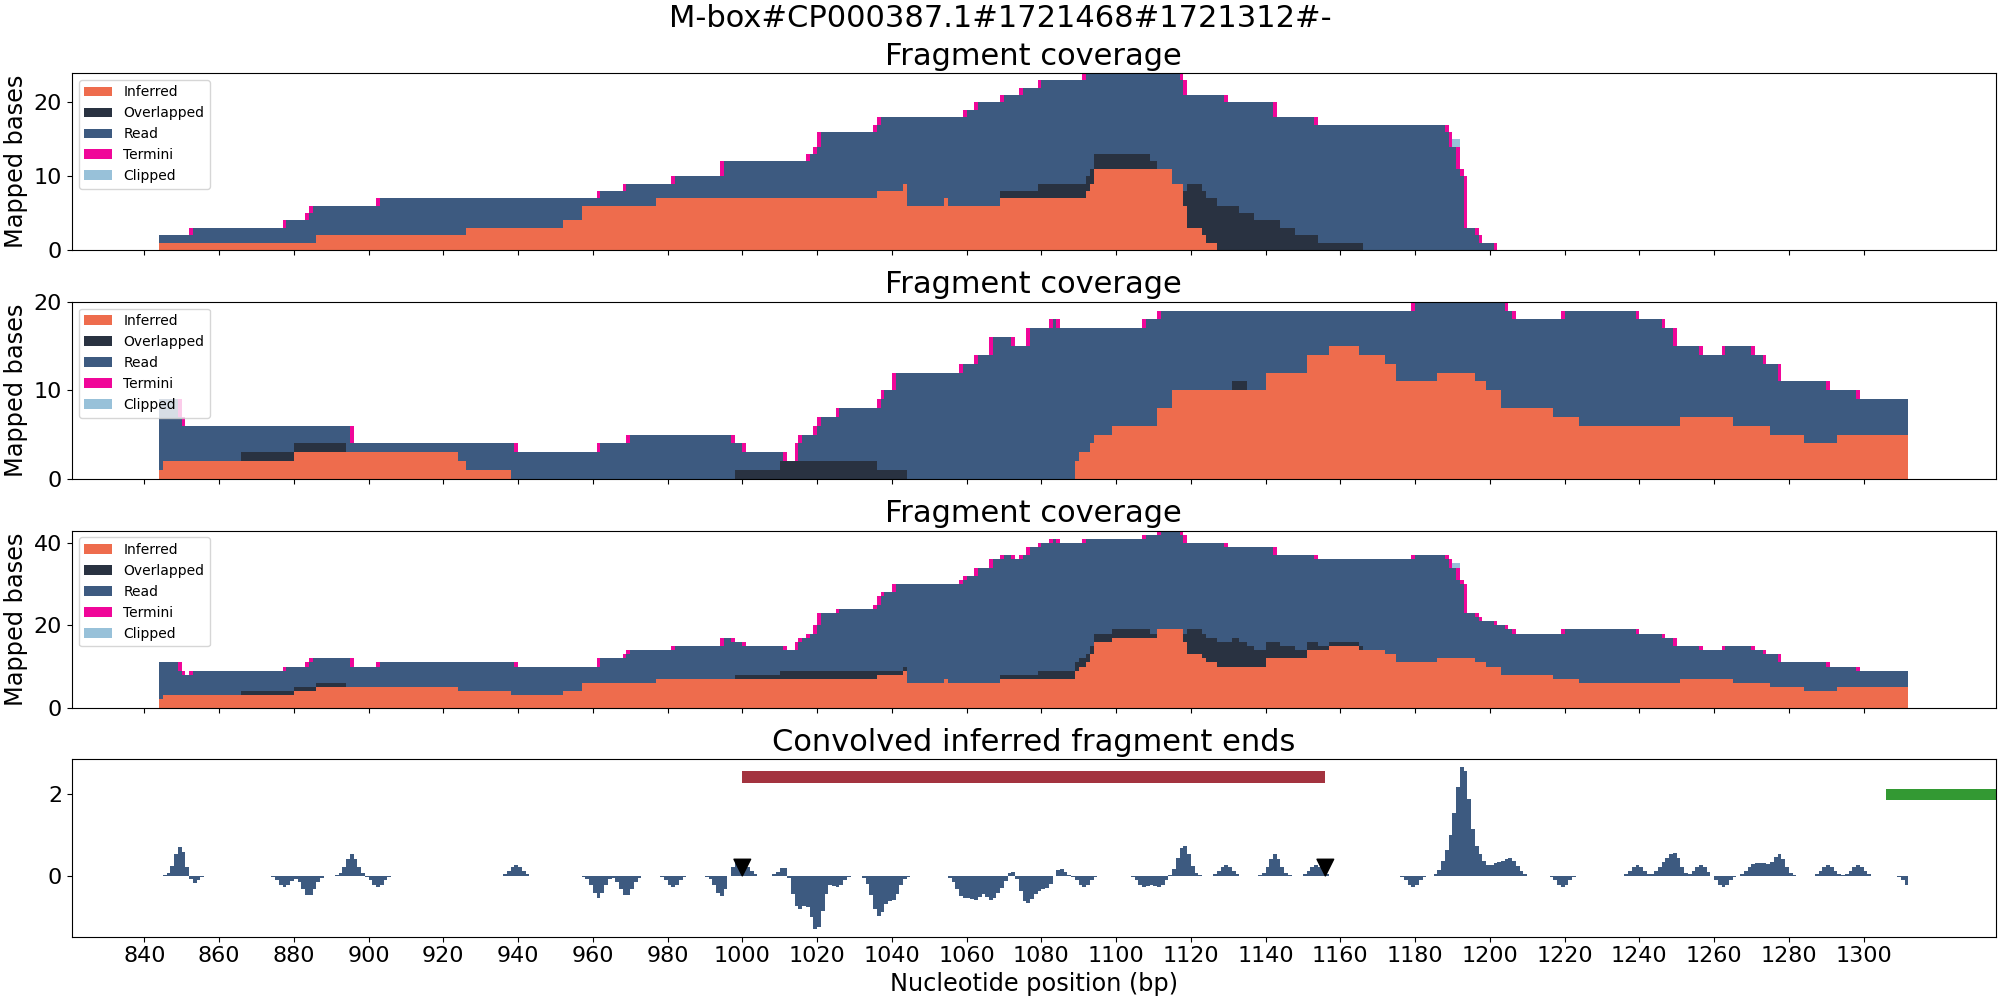 M-box#CP000387.1#1721468#1721312#-
Fragment coverage
Mapped bases
20
10
0
Inferred
Overlapped
Read
Termini
Clipped
Fragment coverage
Mapped bases
20
10
0
Inferred
Overlapped
Read
Termini
Clipped
Fragment coverage
Mapped bases
40
20
0
Inferred
Overlapped
Read
Termini
Clipped
Convolved inferred fragment ends
2
0
840 860 880 900 920 940 960 980 1000 1020 1040 1060 1080 1100 1120 1140 1160 1180 1200 1220 1240 1260 1280 1300
Nucleotide position (bp)